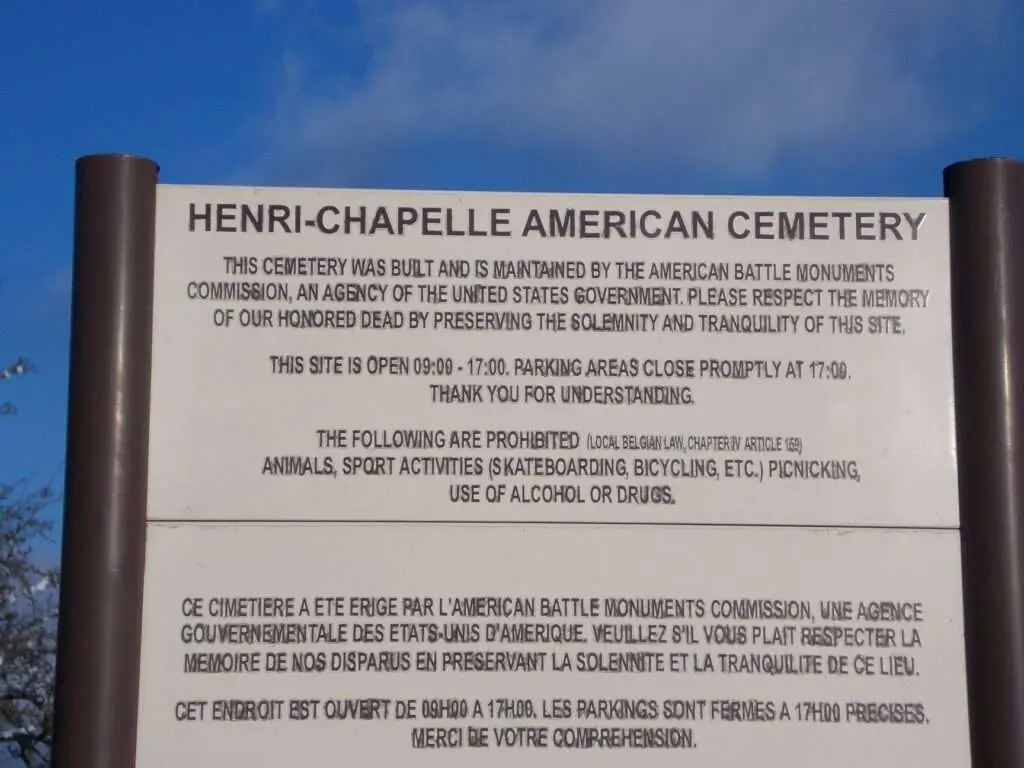 HENRI-CHAPELLE AMERICAN CEMETERY
THIS CEMETERY WAS BUILT AND IS MAINTAINED BY THE AMERICAN BATTLE MONUMENTS
COMMISSION, AN AGENCY OF THE UNITED STATES GOVERNMENT. PLEASE RESPECT THE MEMORY
OF OUR HONORED DEAD BY PRESERVING THE SOLEMNITY AND TRANQUILITY OF THIS SITE.
THIS SITE IS OPEN 09:00 - 17:00. PARKING AREAS CLOSE PROMPTLY AT 17:00.
THANK YOU FOR UNDERSTANDING.
THE FOLLOWING ARE PROHIBITED (LOCAL BELGIAN LAW, CHAPTER IV ARTICLE 169)
ANIMALS, SPORT ACTIVITIES (SKATEBOARDING, BICYCLING, ETC.) PICNICKING,
USE OF ALCOHOL OR DRUGS.
CE CIMETIERE A ETE ERIGE PAR L'AMERICAN BATTLE MONUMENTS COMMISSION, UNE AGENCE
GOUVERNEMENTALE DES ETATS-UNIS D'AMERIQUE. VEUILLEZ S'IL VOUS PLAIT RESPECTER LA
MEMOIRE DE NOS DISPARUS EN PRESERVANT LA SOLENNITE ET LA TRANQUILITE DE CE LIEU.
CET ENDROIT EST OUVERT DE 09H00 A 17H00. LES PARKINGS SONT FERMES A 17H00 PRECISES.
MERCI DE VOTRE COMPREHENSION.